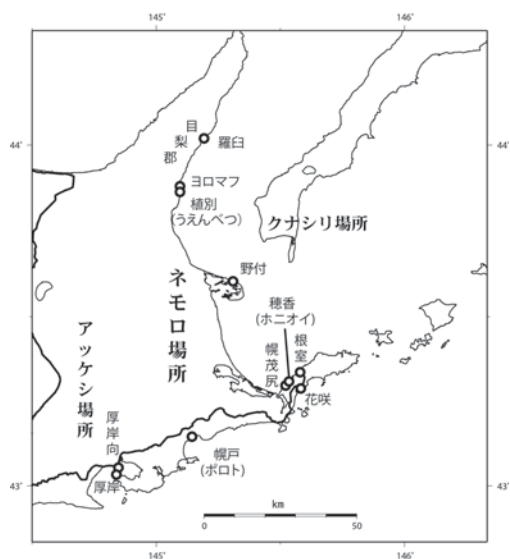 145
146
44
目梨郡
羅臼
ヨロマフ
植別
(うえんべつ)
クナシリ場所
野付
ネモロ場所
穂香
(ホニオイ)
根室
幌茂尻
花咲
アッケシ場所
厚岸向
厚岸
幌戸
(ポロト)
43
km
0
50
145
146